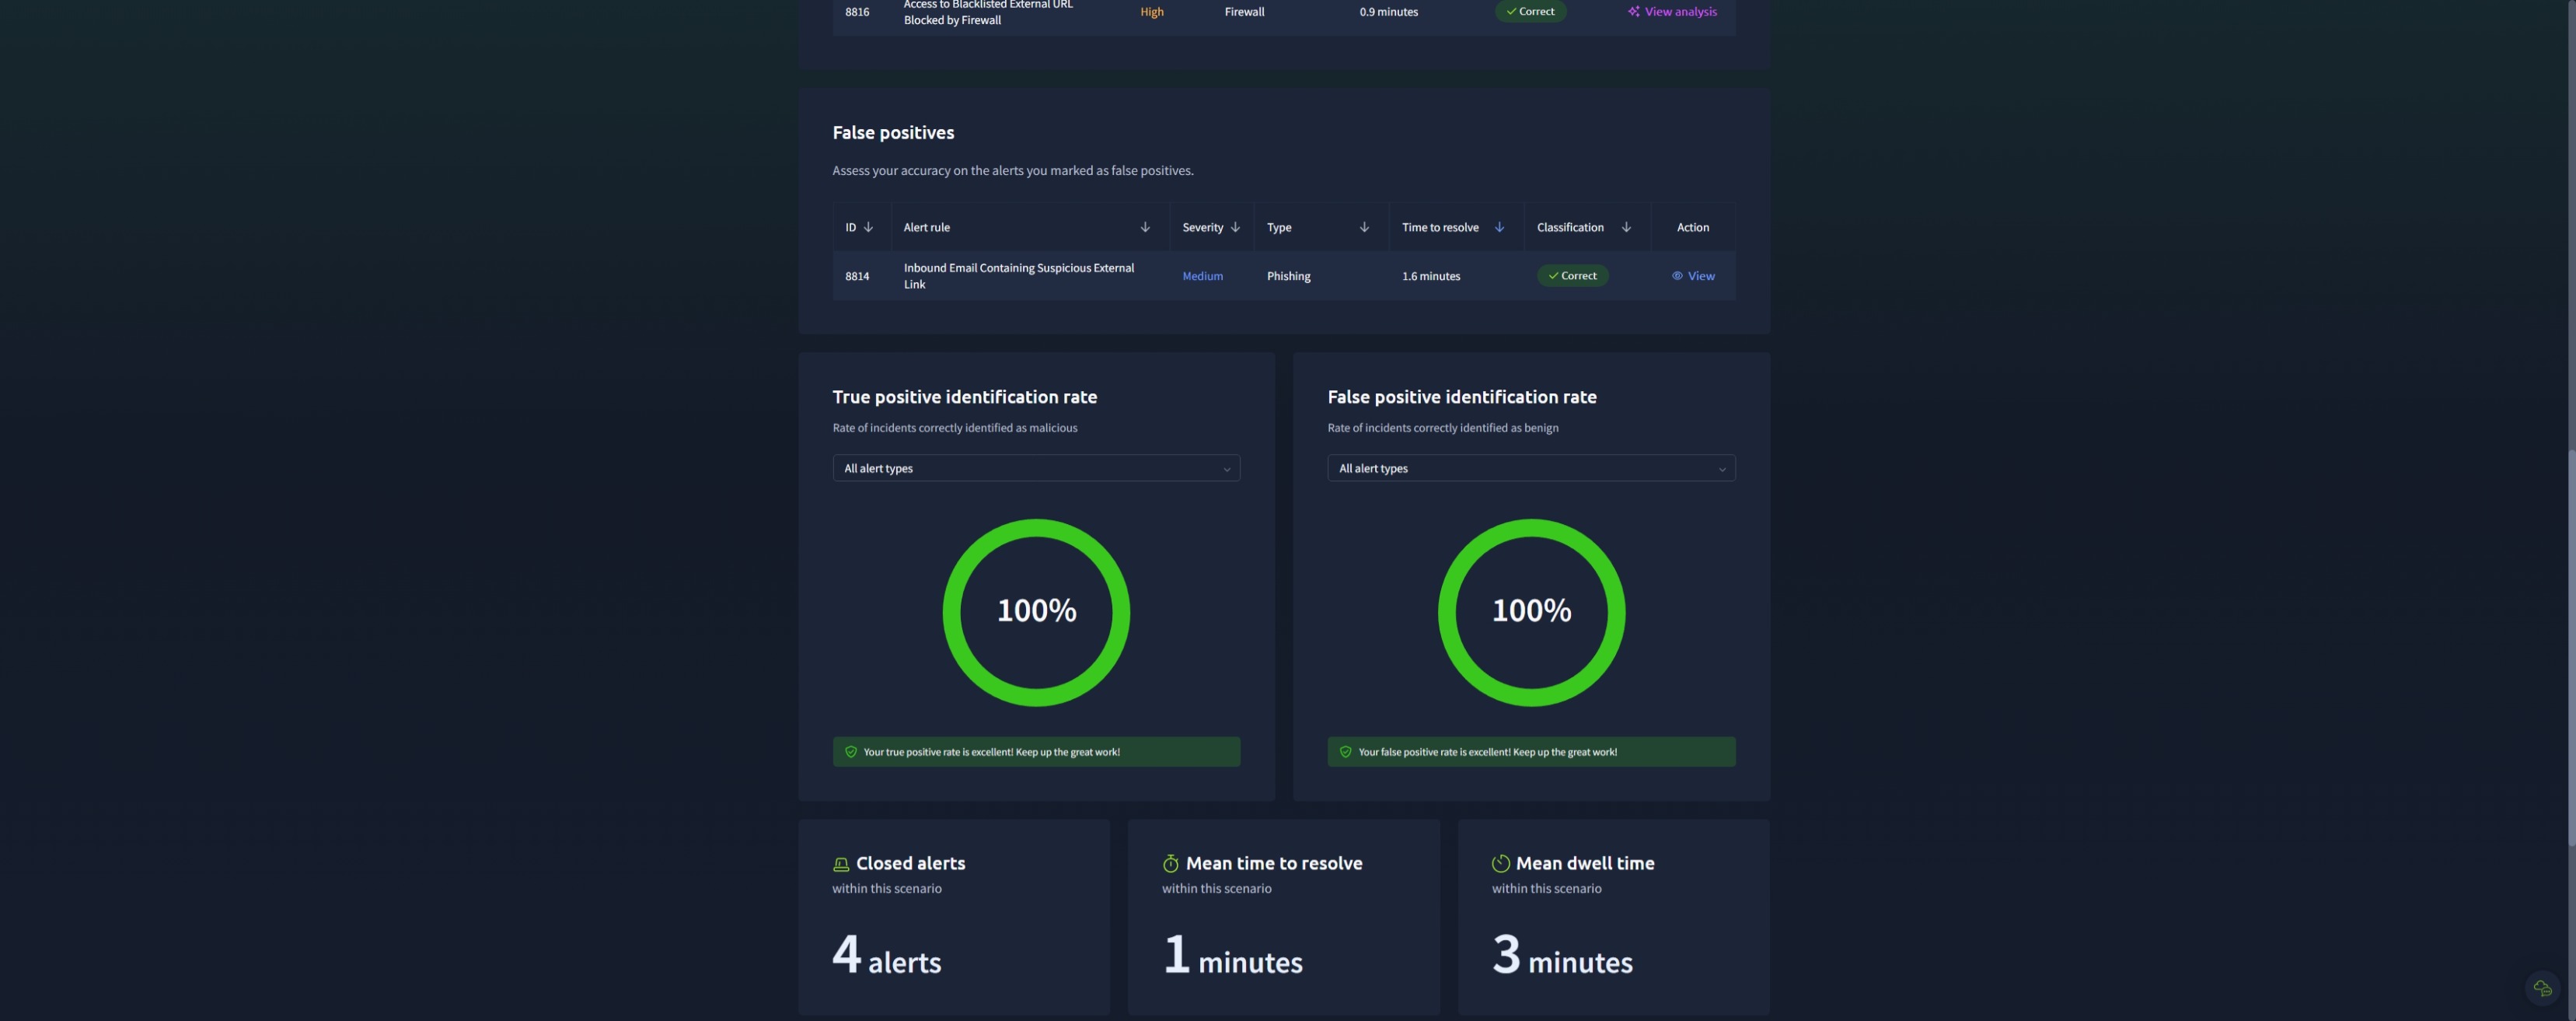 Access to Blacklisted External URL
8816 Blocked by Firewall High Firewall 0.9 minutes Correct View analysis
False positives
Assess your accuracy on the alerts you marked as false positives.
ID Alert rule Severity Type Time to resolve Classification Action
8814 Inbound Email Containing Suspicious External Medium Phishing 1.6 minutes Correct View
Link
True positive identification rate
Rate of incidents correctly identified as malicious
All alert types
100%
Your true positive rate is excellent! Keep up the great work!
False positive identification rate
Rate of incidents correctly identified as benign
All alert types
100%
Your false positive rate is excellent! Keep up the great work!
Closed alerts
within this scenario
4 alerts
Mean time to resolve
within this scenario
1 minutes
Mean dwell time
within this scenario
3 minutes